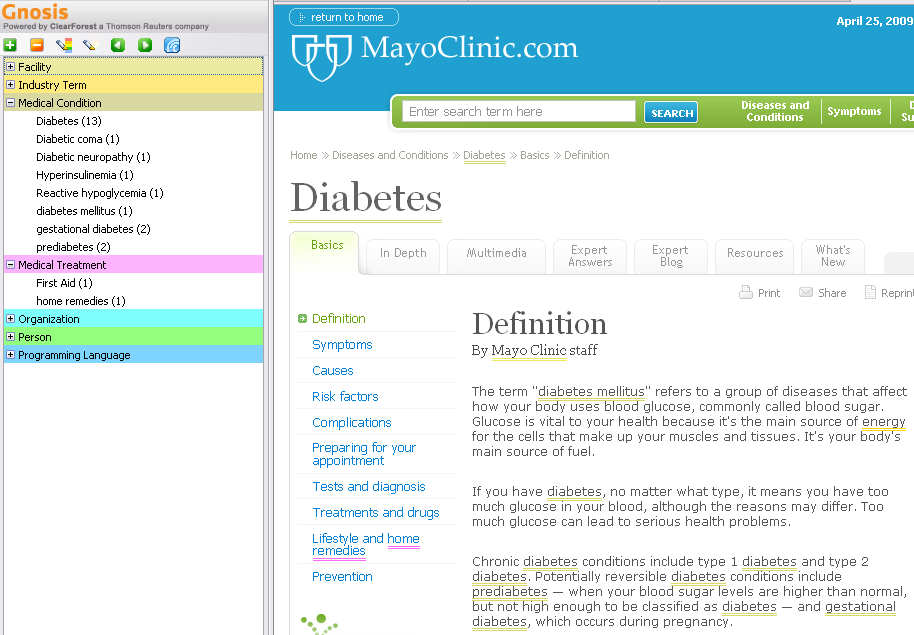 Gnosis
Powered by ClearForest a Thomson Reuters company
Facility
Industry Term
Medical Condition
Diabetes (13)
Diabetic coma (1)
Diabetic neuropathy (1)
Hyperinsulinemia (1)
Reactive hypoglycemia (1)
diabetes mellitus (1)
gestational diabetes (2)
prediabetes (2)
Medical Treatment
First Aid (1)
home remedies (1)
Organization
Person
Programming Language
return to home
April 25, 2009
MayoClinic.com
Enter search term here
SEARCH
Diseases and
Conditions
Symptoms
D
Su
Home » Diseases and Conditions » Diabetes » Basics » Definition
Diabetes
Basics
In Depth
Multimedia
Expert
Answers
Expert
Blog
Resources
What's
New
Print
Share
Reprint
Definition
Symptoms
Causes
Risk factors
Complications
Preparing for your
appointment
Tests and diagnosis
Treatments and drugs
Lifestyle and home
remedies
Prevention
Definition
By Mayo Clinic staff
The term "diabetes mellitus" refers to a group of diseases that affect
how your body uses blood glucose, commonly called blood sugar.
Glucose is vital to your health because it's the main source of energy
for the cells that make up your muscles and tissues. It's your body's
main source of fuel.
If you have diabetes, no matter what type, it means you have too
much glucose in your blood, although the reasons may differ. Too
much glucose can lead to serious health problems.
Chronic diabetes conditions include type 1 diabetes and type 2
diabetes. Potentially reversible diabetes conditions include
prediabetes — when your blood sugar levels are higher than normal,
but not high enough to be classified as diabetes — and gestational
diabetes, which occurs during pregnancy.